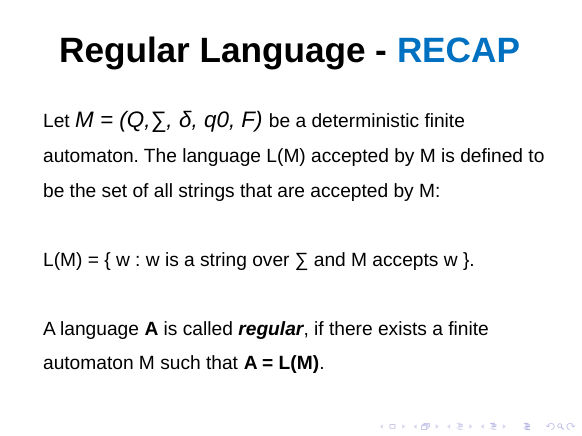 Regular Language - RECAP
Let M = (Q,∑, δ, q0, F) be a deterministic finite
automaton. The language L(M) accepted by M is defined to
be the set of all strings that are accepted by M:
L(M) = { w : w is a string over ∑ and M accepts w }.
A language A is called regular, if there exists a finite
automaton M such that A = L(M).